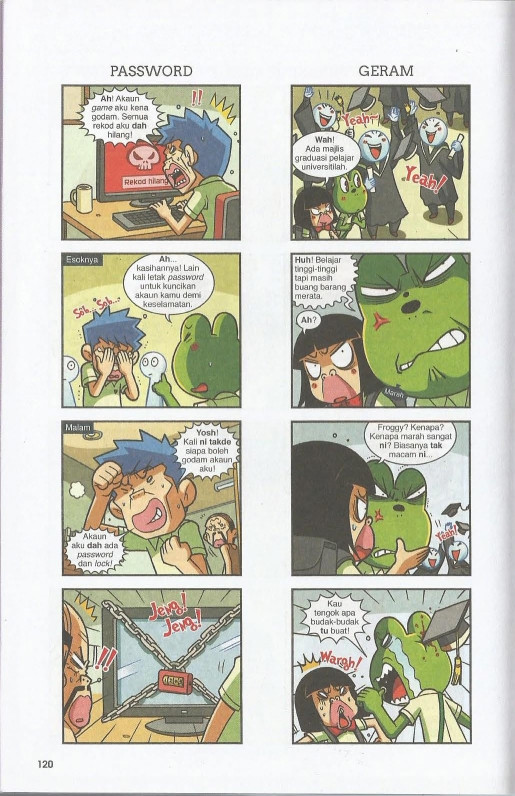 PASSWORD
Ah! Akaun
game aku kena
godam. Semua
rekod aku dah
hilang!
!!
Rekod hilang
Esoknya
Ah...
kasihannya! Lain
kali letak password
untuk kuncikan
akaun kamu demi
keselamatan.
Sob... Sob...
Malam
Yosh!
Kali ni takde
siapa boleh
godam akaun
aku!
Akaun
aku dah ada
password
dan lock!
Jeng!
Jeng!
!!
GERAM
Yeah~
Wah!
Ada majlis
graduasi pelajar
universitilah.
Yeah!
Huh! Belajar
tinggi-tinggi
tapi masih
buang barang
merata.
Ah?
Marah
Froggy? Kenapa?
Kenapa marah sangat
ni? Biasanya tak
macam ni...
Yeah!
Kau
tengok apa
budak-budak
tu buat!
Wargh!
120